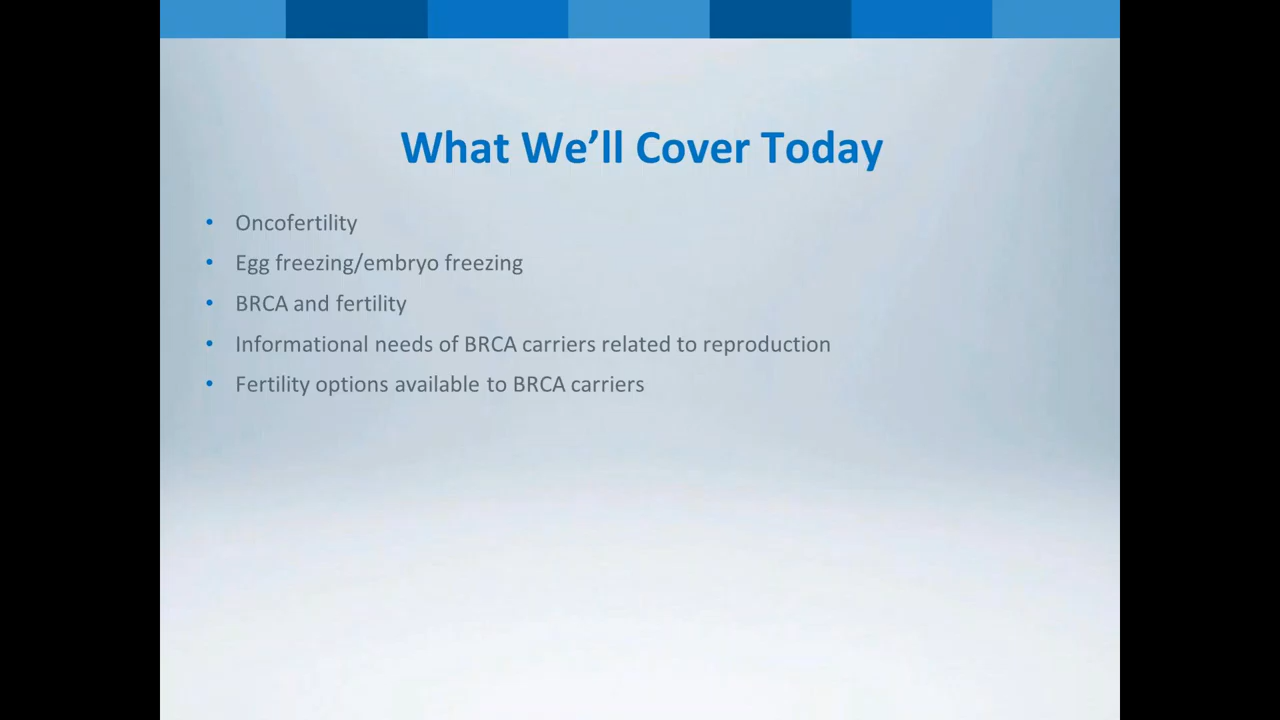 What We’ll Cover Today
• Oncofertility
• Egg freezing/embryo freezing
• BRCA and fertility
• Informational needs of BRCA carriers related to reproduction
• Fertility options available to BRCA carriers